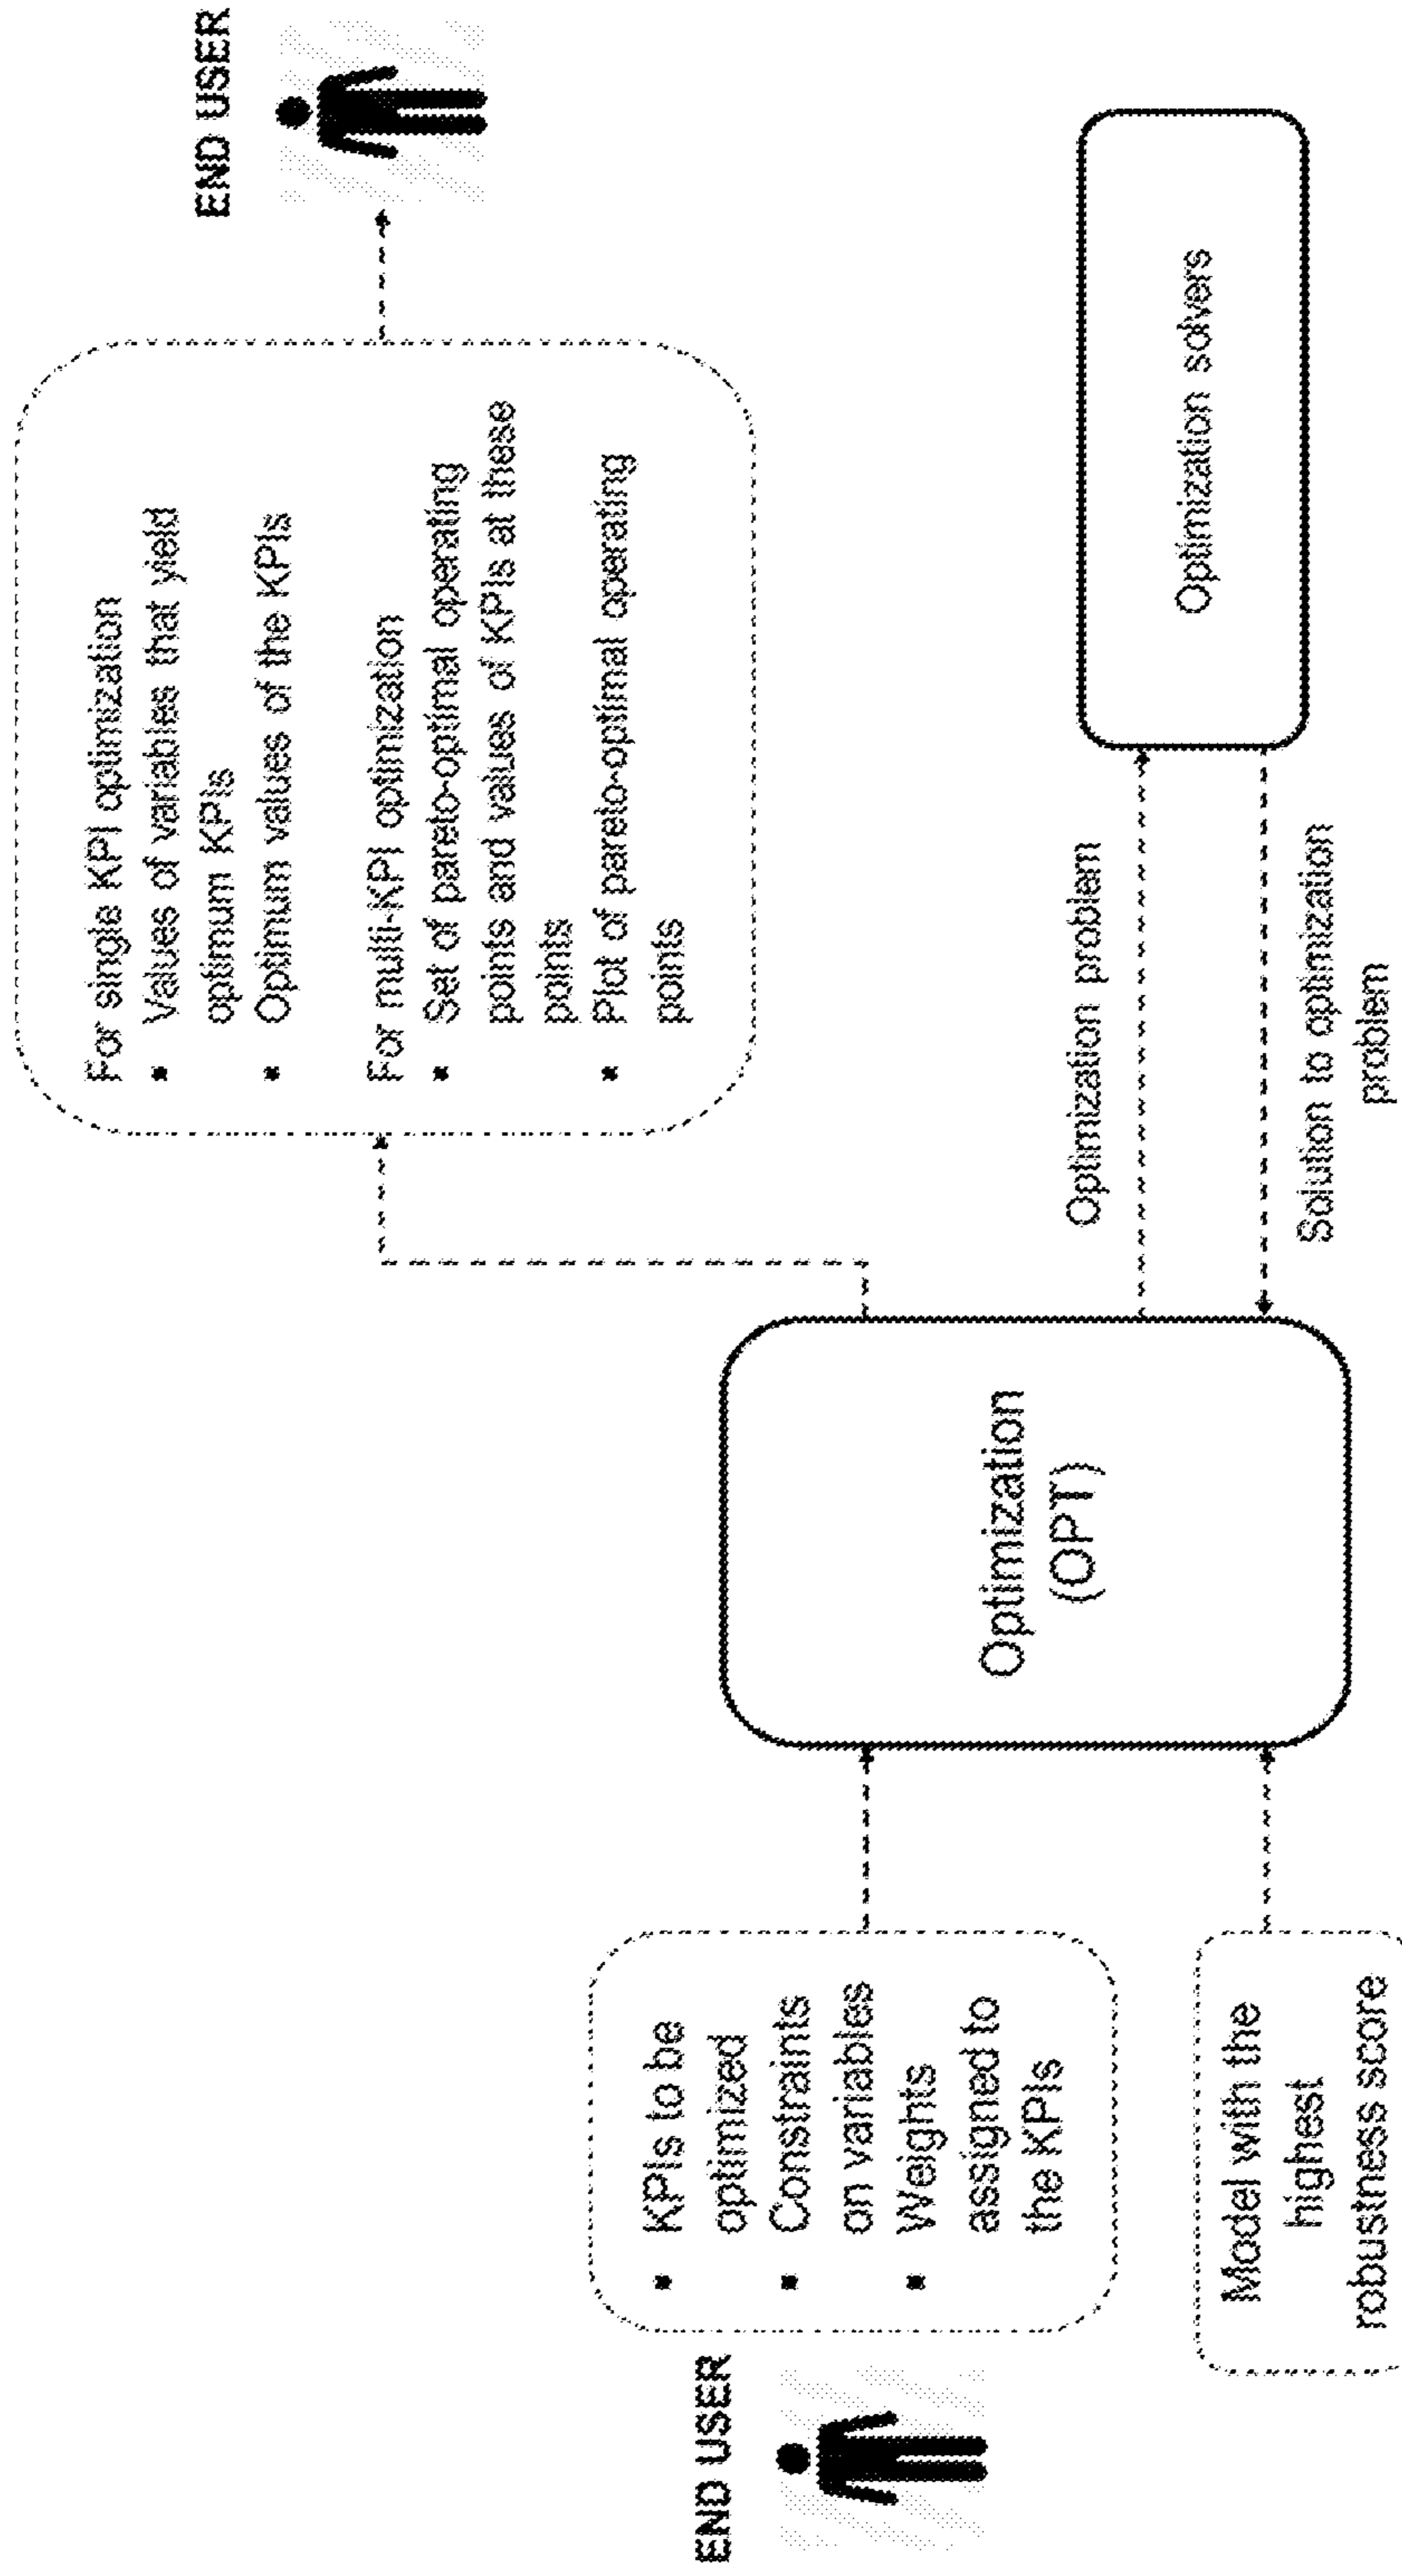 END USER
▪ KPIs to be
optimized
▪ Constraints
on variables
▪ Weights
assigned to
the KPIs
Model with the
highest
robustness score
Optimization
(OPT)
For single KPI optimization
▪ Values of variables that yield
optimum KPIs
▪ Optimum values of the KPIs
For multi-KPI optimization
▪ Set of pareto-optimal operating
points and values of KPIs at these
points
▪ Plot of pareto-optimal operating
points
END USER
Optimization problem
Solution to optimization
problem
Optimization solvers